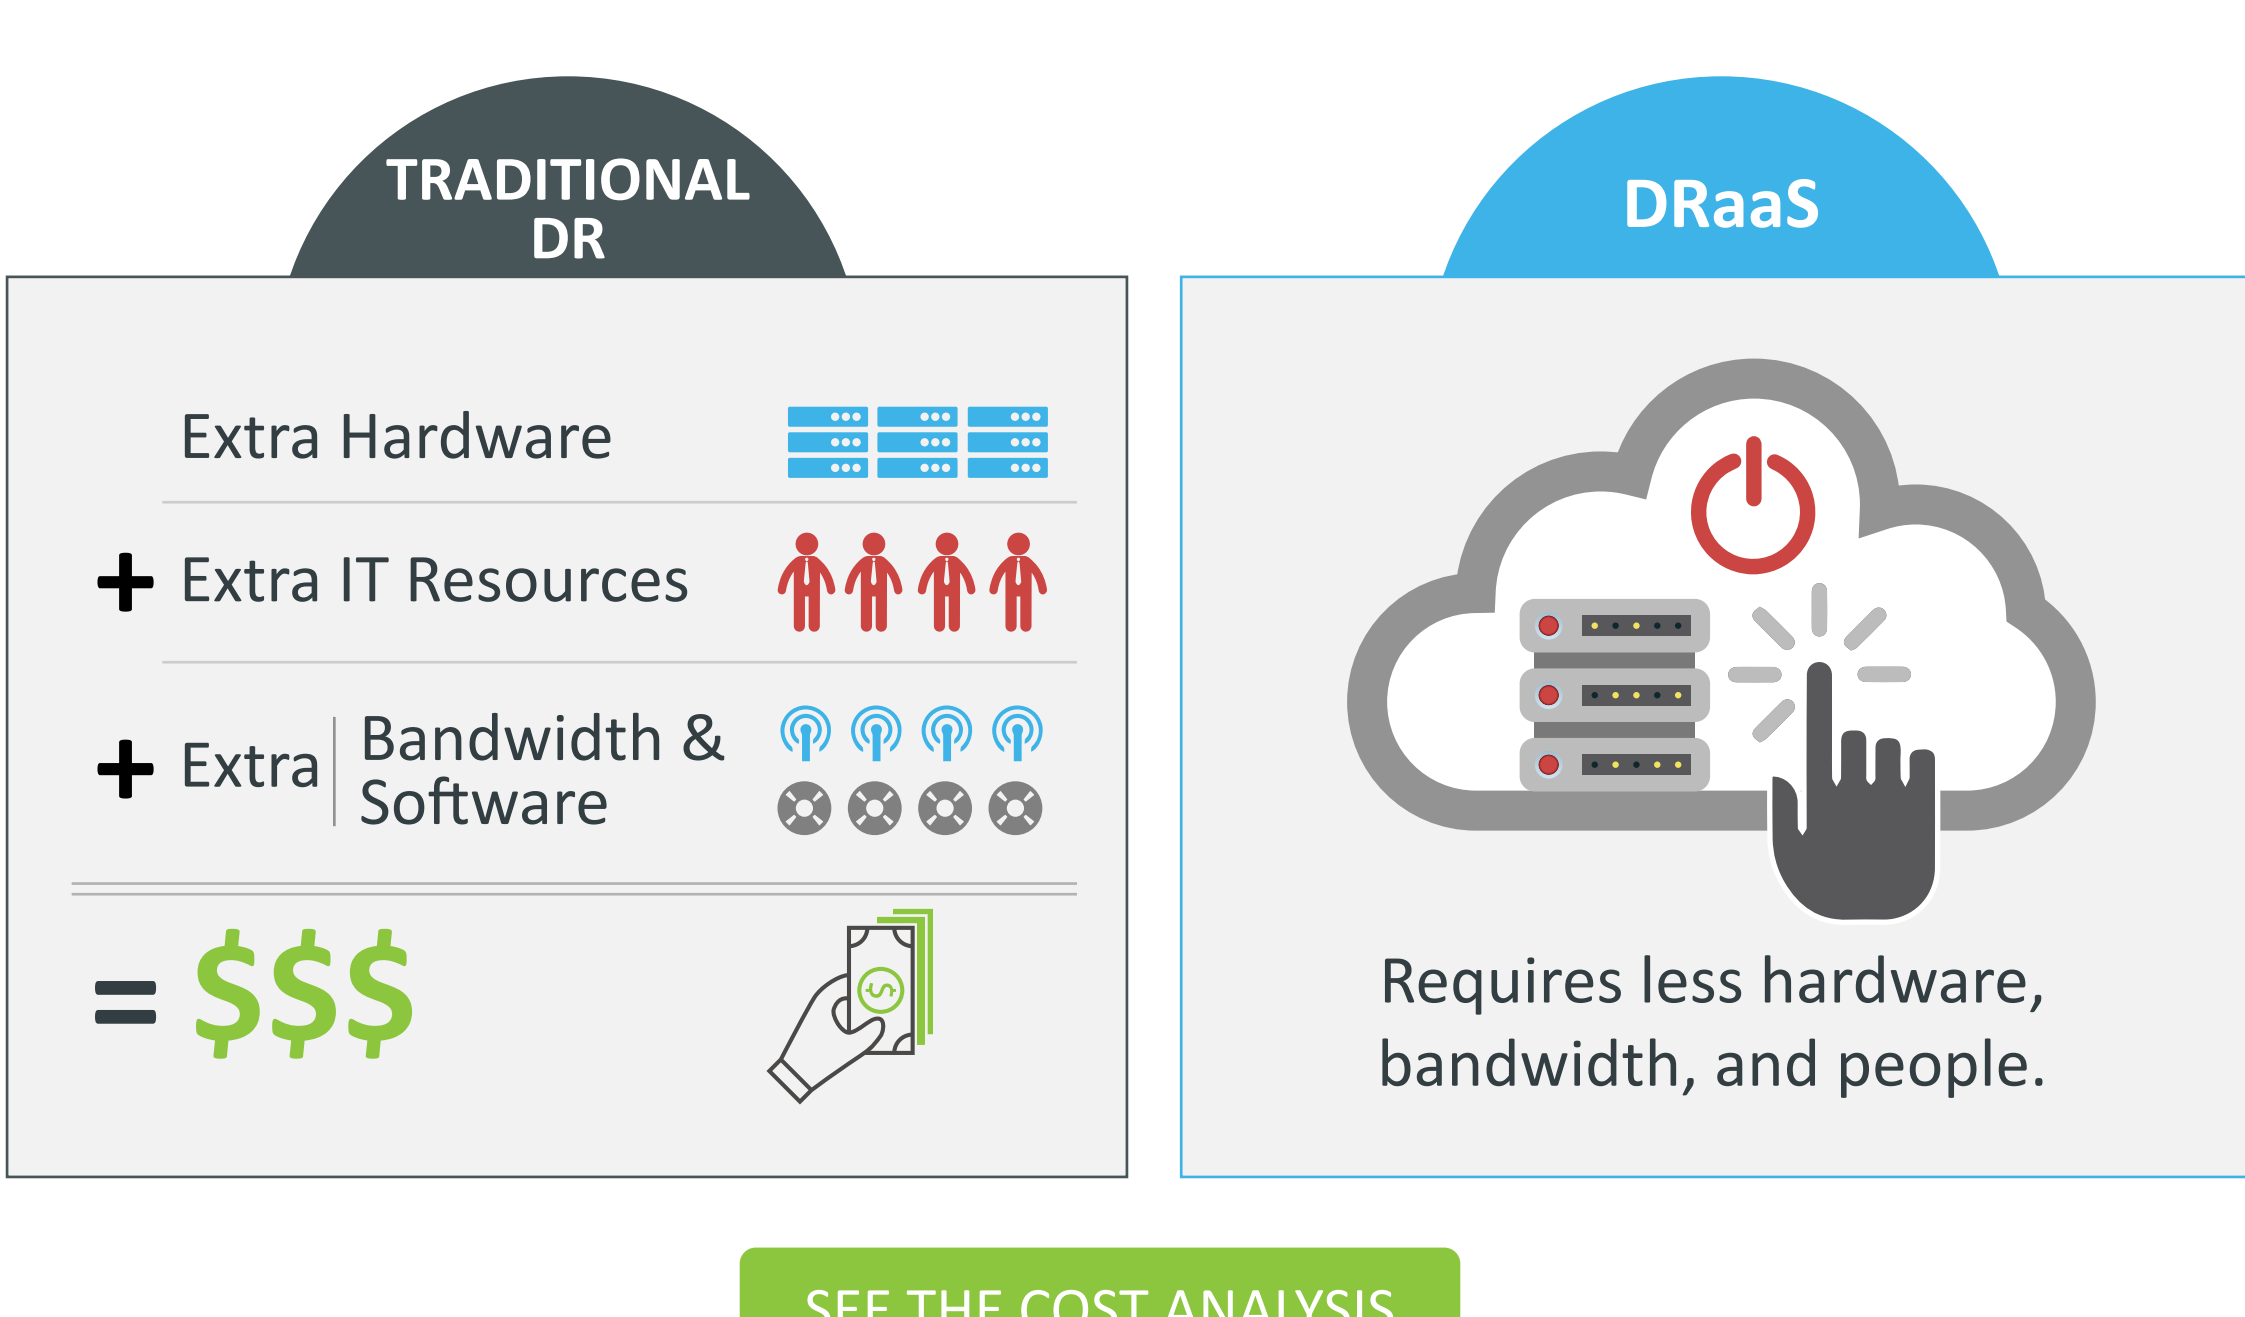 TRADITIONAL
DR
Extra Hardware
+ Extra IT Resources
+ Extra
Bandwidth &
Software
= $$$
DRaaS
Requires less hardware,
bandwidth, and people.
SEE THE COST ANALYSIS